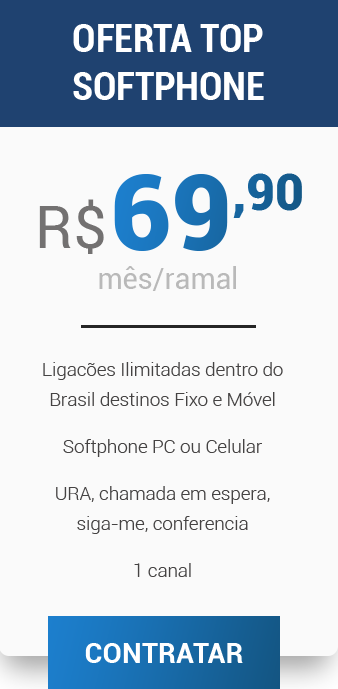 OFERTA TOP
SOFTPHONE
R$69,90
mês/ramal
Ligacões Ilimitadas dentro do
Brasil destinos Fixo e Móvel
Softphone PC ou Celular
URA, chamada em espera,
siga-me, conferencia
1 canal
CONTRATAR